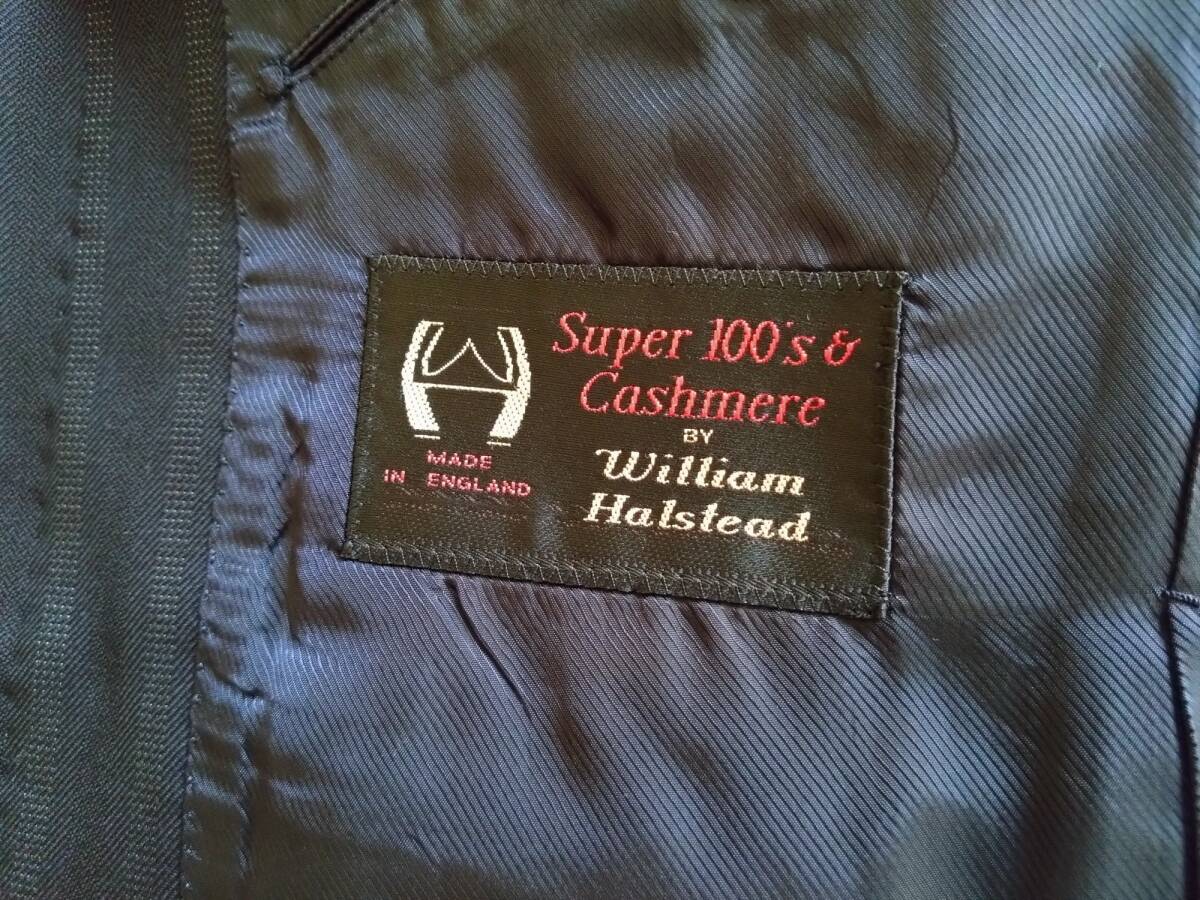 Super 100's &
Cashmere
BY
William
Halstead
MADE
IN ENGLAND